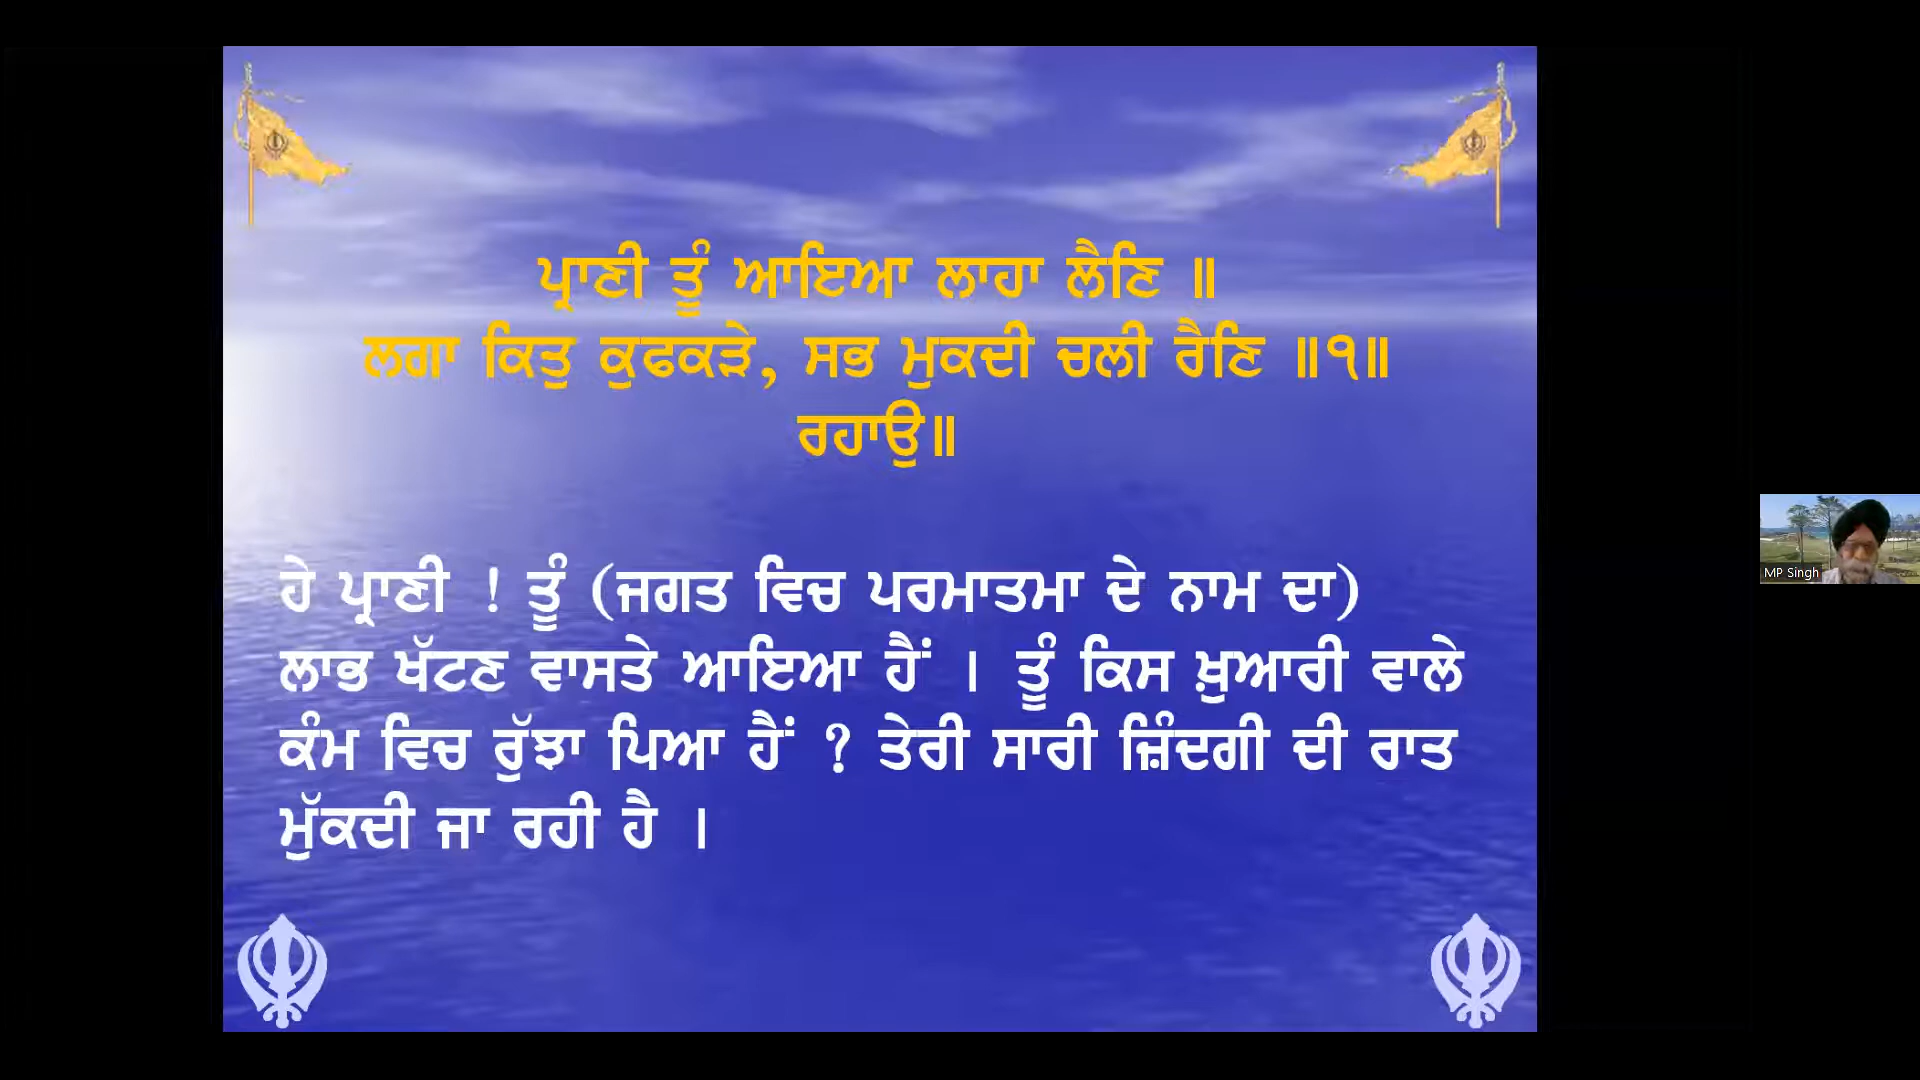 ਪ੍ਰਾਣੀ ਤੂੰ ਆਇਆ ਲਾਹਾ ਲੈਣਿ ॥
ਲਗਾ ਕਿਤੁ ਕੁਫਕੜੇ, ਸਭ ਮੁਕਦੀ ਚਲੀ ਰੈਣਿ ॥੧॥
ਰਹਾਉ॥
ਹੇ ਪ੍ਰਾਣੀ ! ਤੂੰ (ਜਗਤ ਵਿਚ ਪਰਮਾਤਮਾ ਦੇ ਨਾਮ ਦਾ)
ਲਾਭ ਖੱਟਣ ਵਾਸਤੇ ਆਇਆ ਹੈਂ । ਤੂੰ ਕਿਸ ਖ਼ੁਆਰੀ ਵਾਲੇ
ਕੰਮ ਵਿਚ ਰੁੱਝਾ ਪਿਆ ਹੈਂ ? ਤੇਰੀ ਸਾਰੀ ਜ਼ਿੰਦਗੀ ਦੀ ਰਾਤ
ਮੁੱਕਦੀ ਜਾ ਰਹੀ ਹੈ ।
MP Singh